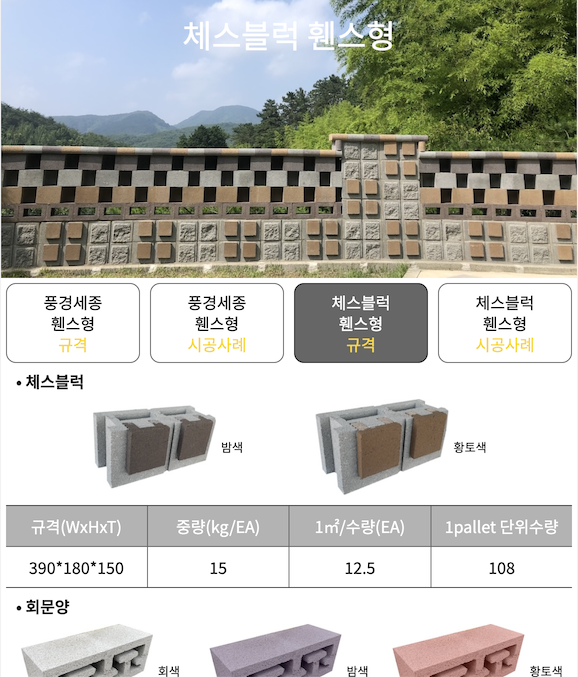 체스블럭 휀스형
풍경세종
휀스형
규격
풍경세종
휀스형
시공사례
체스블럭
휀스형
규격
체스블럭
휀스형
시공사례
• 체스블럭
밤색
황토색
규격(WxHxT) 중량(kg/EA) 1㎡/수량(EA) 1pallet 단위수량
390*180*150 15 12.5 108
• 회문양
회색
밤색
황토색